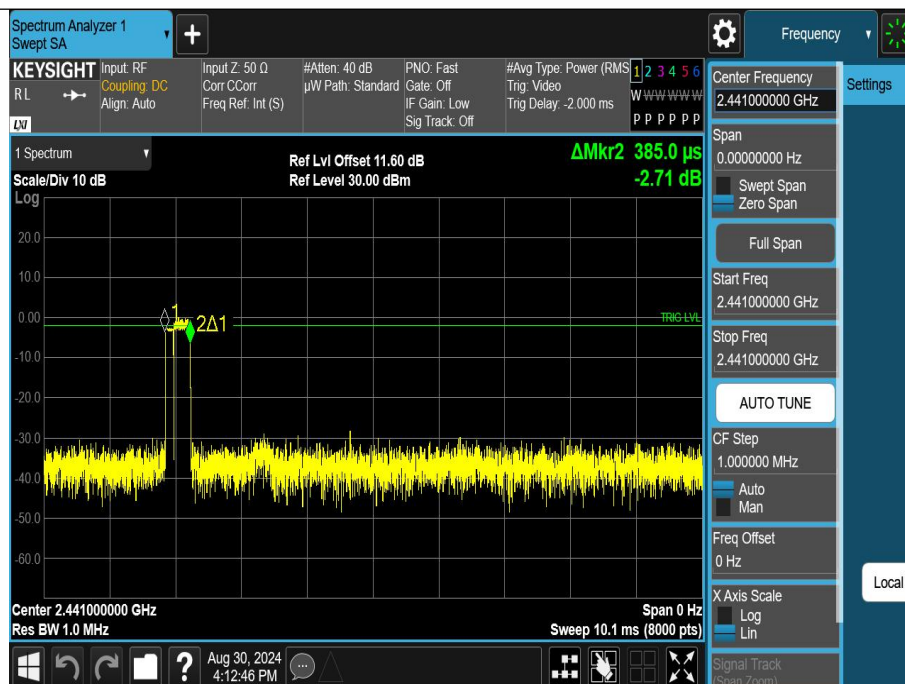 Spectrum Analyzer 1
Swept SA
+
Frequency
KEYSIGHT
RL
LXI
Input: RF
Coupling: DC
Align: Auto
Input Z: 50 Ω
Corr CCorr
Freq Ref: Int (S)
#Atten: 40 dB
µW Path: Standard
PNO: Fast
Gate: Off
IF Gain: Low
Sig Track: Off
#Avg Type: Power (RMS
Trig: Video
Trig Delay: -2.000 ms
1 2 3 4 5 6
W W W W W W
P P P P P P
1 Spectrum
Scale/Div 10 dB
Log
Ref Lvl Offset 11.60 dB
Ref Level 30.00 dBm
ΔMkr2 385.0 µs
-2.71 dB
20.0
10.0
0.00
-10.0
-20.0
-30.0
-40.0
-50.0
-60.0
1
2Δ1
TRIG LVL
Center 2.441000000 GHz
Res BW 1.0 MHz
Span 0 Hz
Sweep 10.1 ms (8000 pts)
Center Frequency
2.441000000 GHz
Settings
Span
0.00000000 Hz
Swept Span
Zero Span
Full Span
Start Freq
2.441000000 GHz
Stop Freq
2.441000000 GHz
AUTO TUNE
CF Step
1.000000 MHz
Auto
Man
Freq Offset
0 Hz
Local
X Axis Scale
Log
Lin
Signal Track
(Span Zoom)
?
Aug 30, 2024
4:12:46 PM